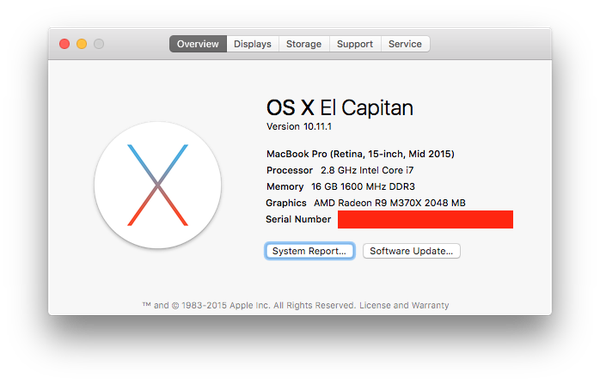 Overview Displays Storage Support Service
OS X El Capitan
Version 10.11.1
MacBook Pro (Retina, 15-inch, Mid 2015)
Processor 2.8 GHz Intel Core i7
Memory 16 GB 1600 MHz DDR3
Graphics AMD Radeon R9 M370X 2048 MB
Serial Number
System Report... Software Update...
™ and © 1983-2015 Apple Inc. All Rights Reserved. License and Warranty